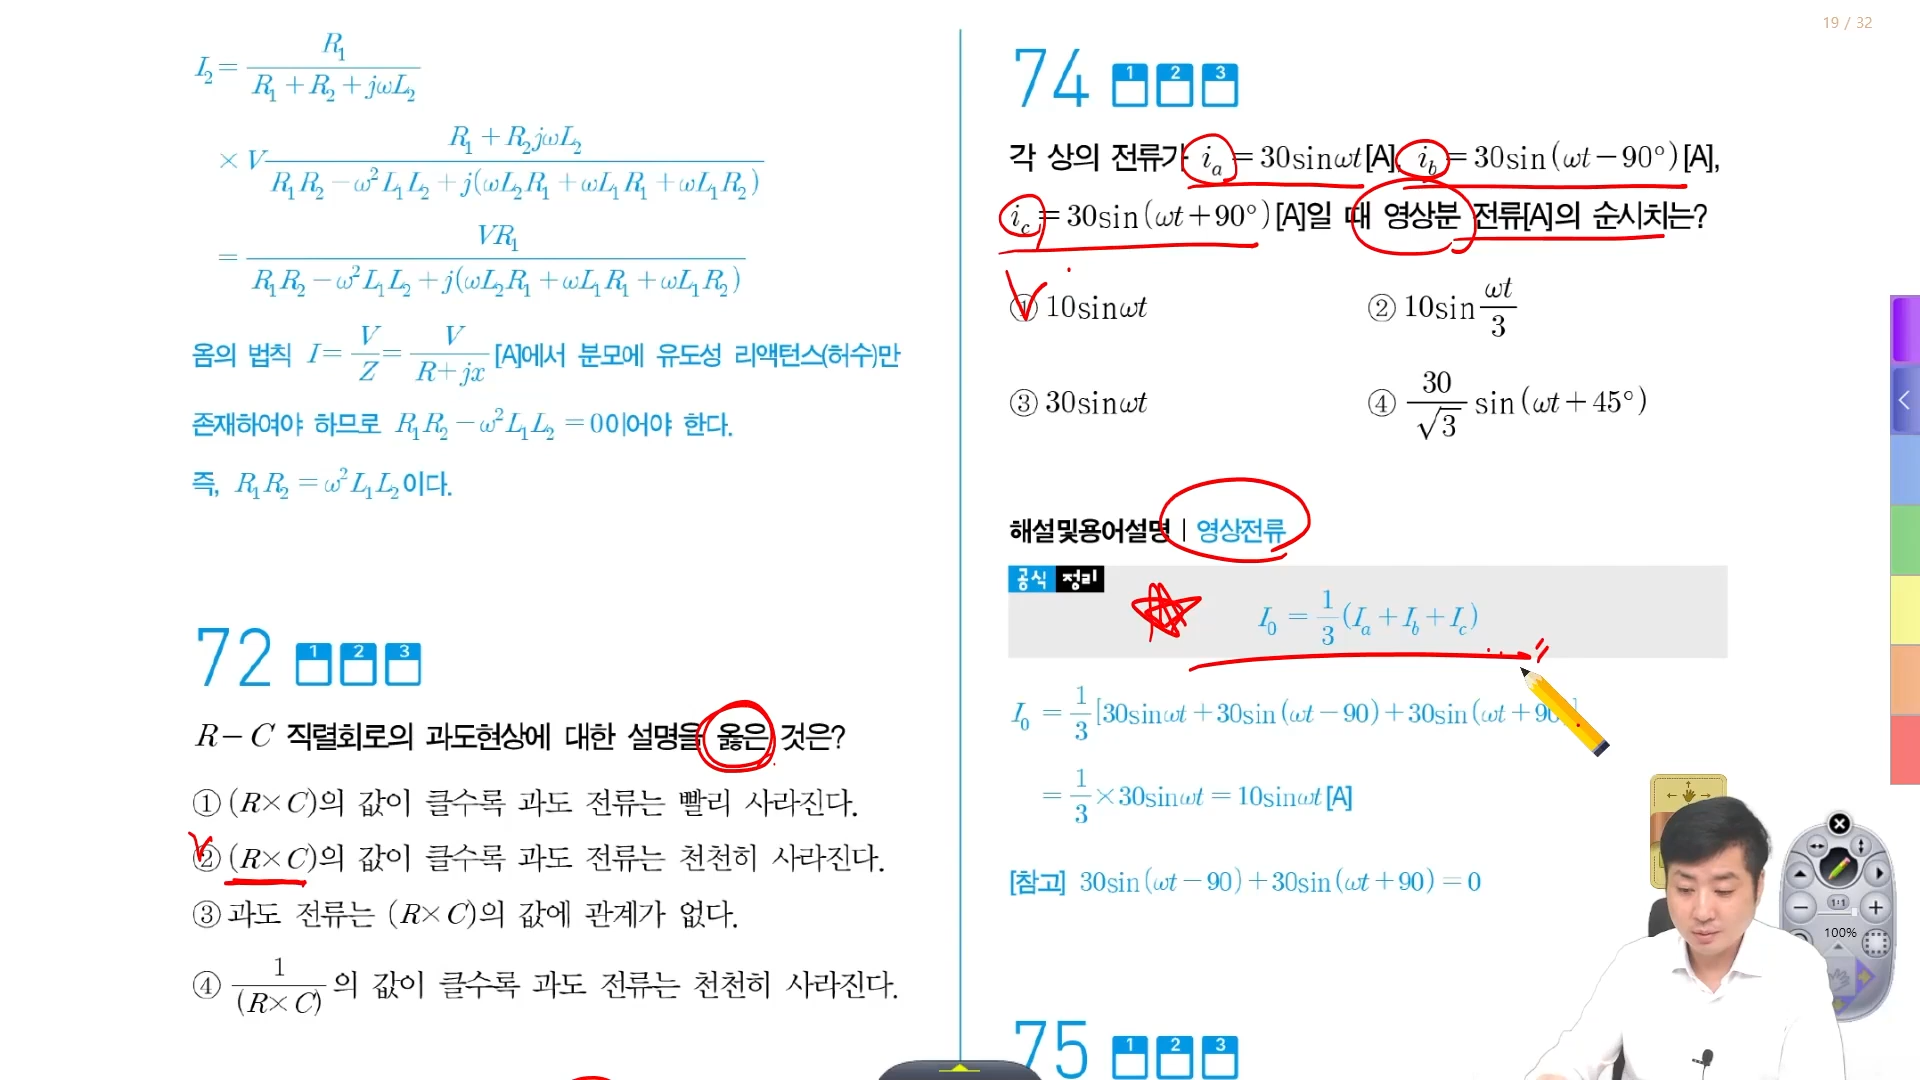 19 / 32
I₂ = R₁ / (R₁ + R₂ + jωL₂)
× V (R₁ + R₂jωL₂) / (R₁R₂ − ω²L₁L₂ + j(ωL₂R₁ + ωL₁R₁ + ωL₁R₂))
= VR₁ / (R₁R₂ − ω²L₁L₂ + j(ωL₂R₁ + ωL₁R₁ + ωL₁R₂))
옴의 법칙 I = V/Z = V/(R + jx) [A]에서 분모에 유도성 리액턴스(허수)만
존재하여야 하므로 R₁R₂ − ω²L₁L₂ = 0이어야 한다.
즉, R₁R₂ = ω²L₁L₂이다.
72 1 2 3
R − C 직렬회로의 과도현상에 대한 설명을 옳은 것은?
① (R×C)의 값이 클수록 과도 전류는 빨리 사라진다.
② (R×C)의 값이 클수록 과도 전류는 천천히 사라진다.
③ 과도 전류는 (R×C)의 값에 관계가 없다.
④ 1/(R×C) 의 값이 클수록 과도 전류는 천천히 사라진다.
74 1 2 3
각 상의 전류가 iₐ = 30sinωt[A], i_b = 30sin(ωt − 90°)[A],
i_c = 30sin(ωt + 90°)[A]일 대 영상분 전류[A]의 순시치는?
① 10sinωt
② 10sin ωt/3
③ 30sinωt
④ 30/√3 sin(ωt + 45°)
해설및용어설명 | 영상전류
공식 정리
I₀ = 1/3 (Iₐ + I_b + I_c)
I₀ = 1/3 [30sinωt + 30sin(ωt − 90) + 30sin(ωt + 90)]
= 1/3 × 30sinωt = 10sinωt[A]
[참고] 30sin(ωt − 90) + 30sin(ωt + 90) = 0
75 1 2 3
1:1
100%